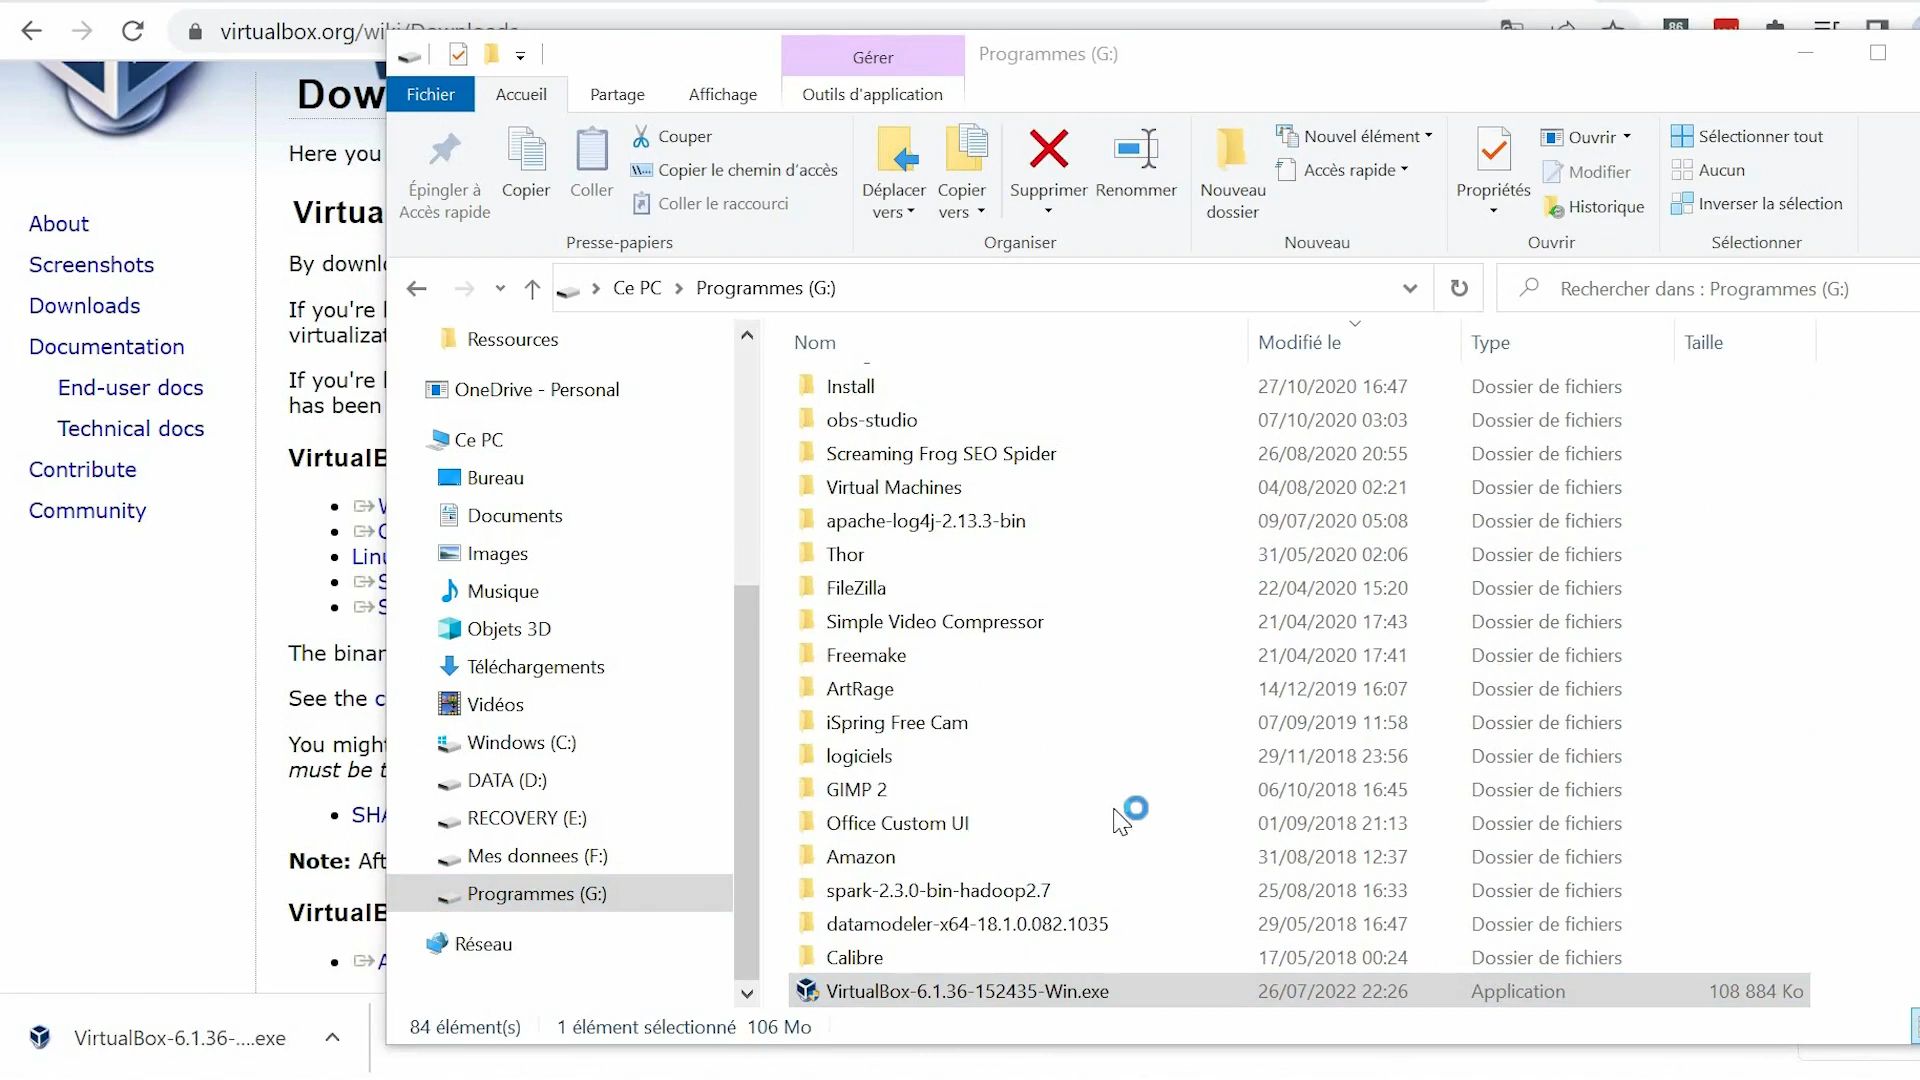 virtualbox.org/wiki/Downloads
Dow
Here you
Virtua
By downlo
If you're
virtualizat
If you're
has been
VirtualB
Linu
The binar
See the
You might
must be t
SHA
Note: Aft
VirtualB
About
Screenshots
Downloads
Documentation
End-user docs
Technical docs
Contribute
Community
VirtualBox-6.1.36-....exe
Gérer
Programmes (G:)
Fichier
Accueil
Partage
Affichage
Outils d'application
Épingler à
Accès rapide
Copier
Coller
Couper
Copier le chemin d'accès
Coller le raccourci
Presse-papiers
Déplacer
vers
Copier
vers
Supprimer
Renommer
Organiser
Nouveau
dossier
Nouvel élément
Accès rapide
Nouveau
Propriétés
Ouvrir
Modifier
Historique
Ouvrir
Sélectionner tout
Aucun
Inverser la sélection
Sélectionner
Ce PC
Programmes (G:)
Rechercher dans : Programmes (G:)
Ressources
OneDrive - Personal
Ce PC
Bureau
Documents
Images
Musique
Objets 3D
Téléchargements
Vidéos
Windows (C:)
DATA (D:)
RECOVERY (E:)
Mes donnees (F:)
Programmes (G:)
Réseau
Nom Modifié le Type Taille
Install 27/10/2020 16:47 Dossier de fichiers
obs-studio 07/10/2020 03:03 Dossier de fichiers
Screaming Frog SEO Spider 26/08/2020 20:55 Dossier de fichiers
Virtual Machines 04/08/2020 02:21 Dossier de fichiers
apache-log4j-2.13.3-bin 09/07/2020 05:08 Dossier de fichiers
Thor 31/05/2020 02:06 Dossier de fichiers
FileZilla 22/04/2020 15:20 Dossier de fichiers
Simple Video Compressor 21/04/2020 17:43 Dossier de fichiers
Freemake 21/04/2020 17:41 Dossier de fichiers
ArtRage 14/12/2019 16:07 Dossier de fichiers
iSpring Free Cam 07/09/2019 11:58 Dossier de fichiers
logiciels 29/11/2018 23:56 Dossier de fichiers
GIMP 2 06/10/2018 16:45 Dossier de fichiers
Office Custom UI 01/09/2018 21:13 Dossier de fichiers
Amazon 31/08/2018 12:37 Dossier de fichiers
spark-2.3.0-bin-hadoop2.7 25/08/2018 16:33 Dossier de fichiers
datamodeler-x64-18.1.0.082.1035 29/05/2018 16:47 Dossier de fichiers
Calibre 17/05/2018 00:24 Dossier de fichiers
VirtualBox-6.1.36-152435-Win.exe 26/07/2022 22:26 Application 108 884 Ko
84 élément(s) 1 élément sélectionné 106 Mo